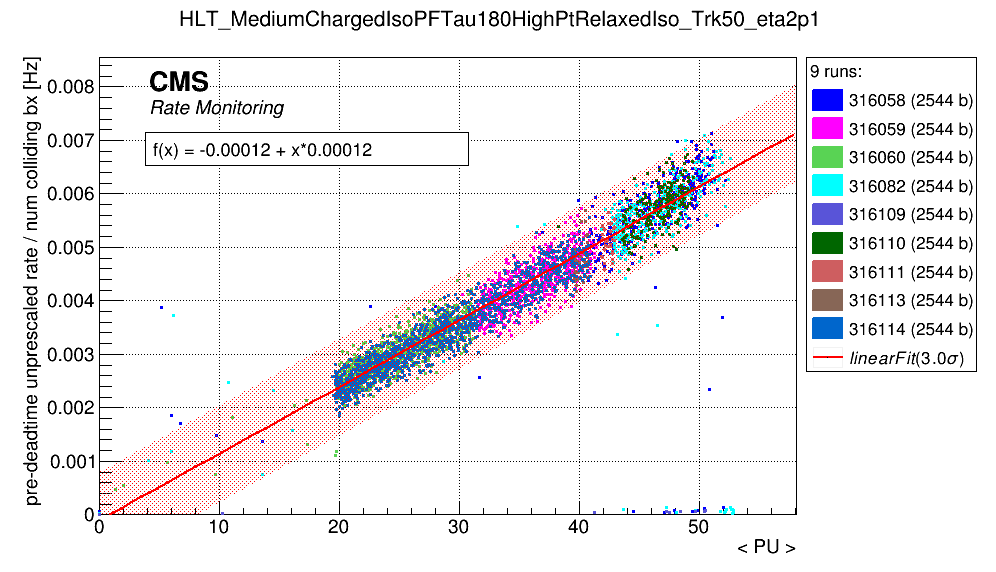 HLT_MediumChargedIsoPFTau180HighPtRelaxedIso_Trk50_eta2p1
pre-deadtime unprescaled rate / num colliding bx [Hz]
CMS
Rate Monitoring
f(x) = -0.00012 + x*0.00012
0.008
0.007
0.006
0.005
0.004
0.003
0.002
0.001
0
0 10 20 30 40 50
< PU >
9 runs:
316058 (2544 b)
316059 (2544 b)
316060 (2544 b)
316082 (2544 b)
316109 (2544 b)
316110 (2544 b)
316111 (2544 b)
316113 (2544 b)
316114 (2544 b)
linearFit(3.0σ)